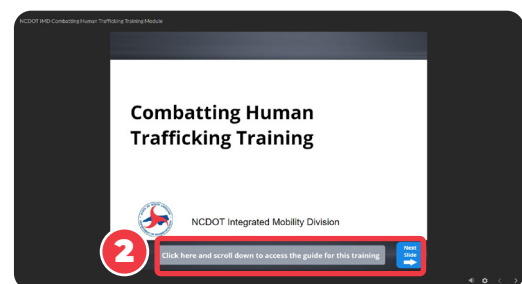 NCDOT IMD Combatting Human Trafficking Training Module
Combatting Human
Trafficking Training
NCDOT Integrated Mobility Division
2
Click here and scroll down to access the guide for this training
Next
Slide